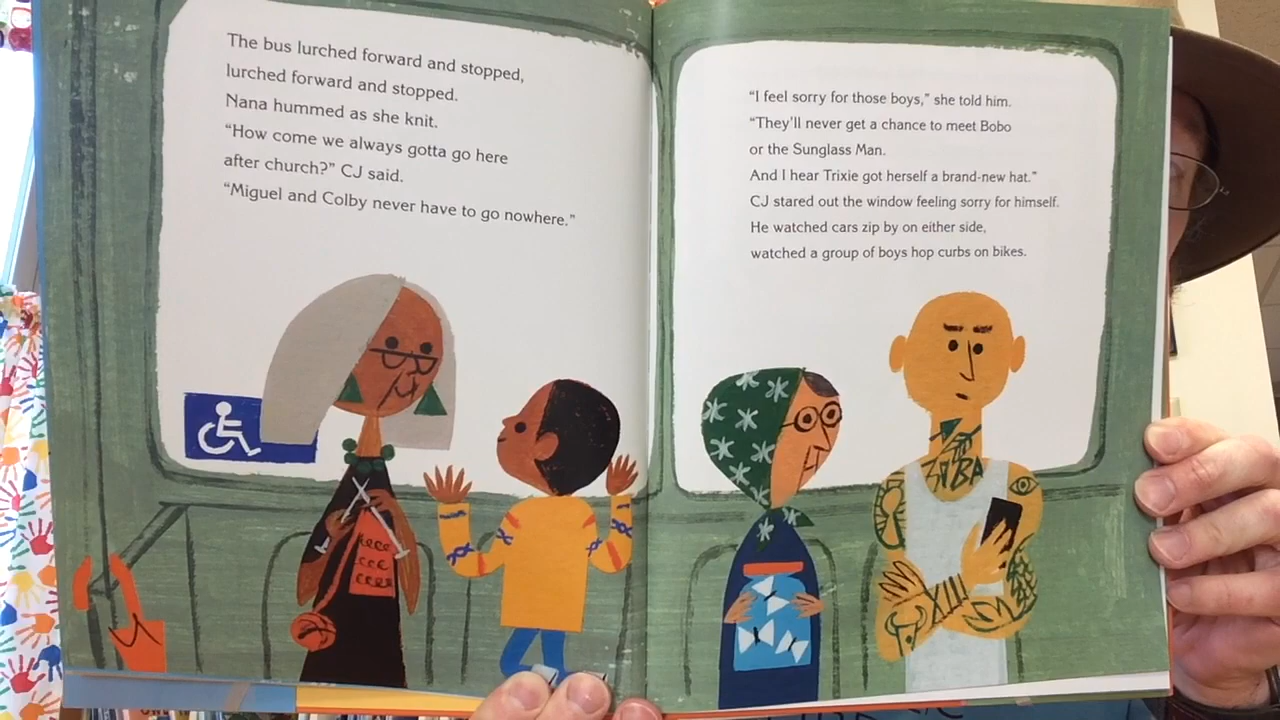 The bus lurched forward and stopped,
lurched forward and stopped.
Nana hummed as she knit.
“How come we always gotta go here
after church?” CJ said.
“Miguel and Colby never have to go nowhere.”
“I feel sorry for those boys,” she told him.
“They’ll never get a chance to meet Bobo
or the Sunglass Man.
And I hear Trixie got herself a brand-new hat.”
CJ stared out the window feeling sorry for himself.
He watched cars zip by on either side,
watched a group of boys hop curbs on bikes.